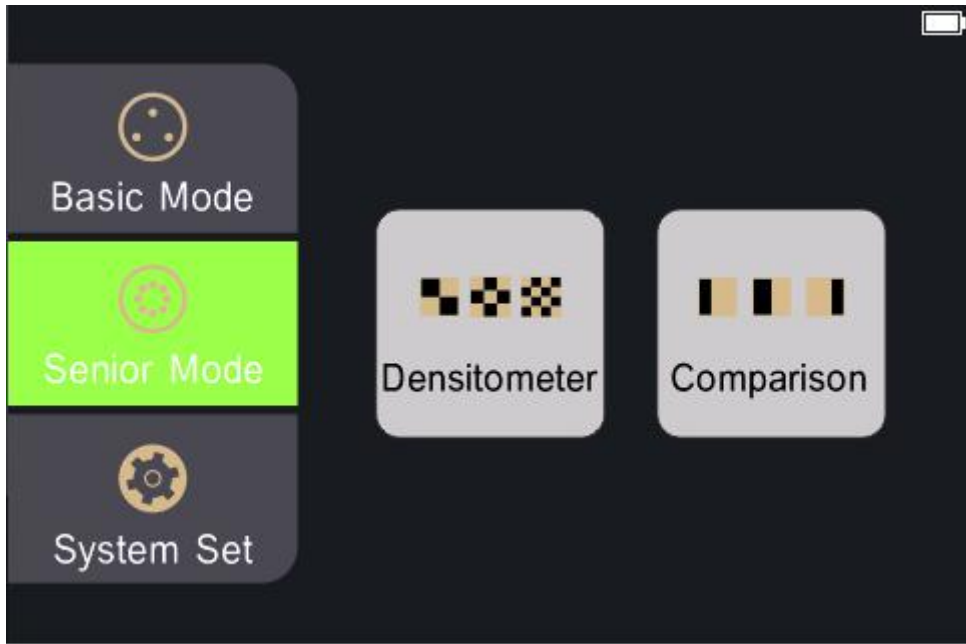 Basic Mode
Senior Mode
System Set
Densitometer
Comparison